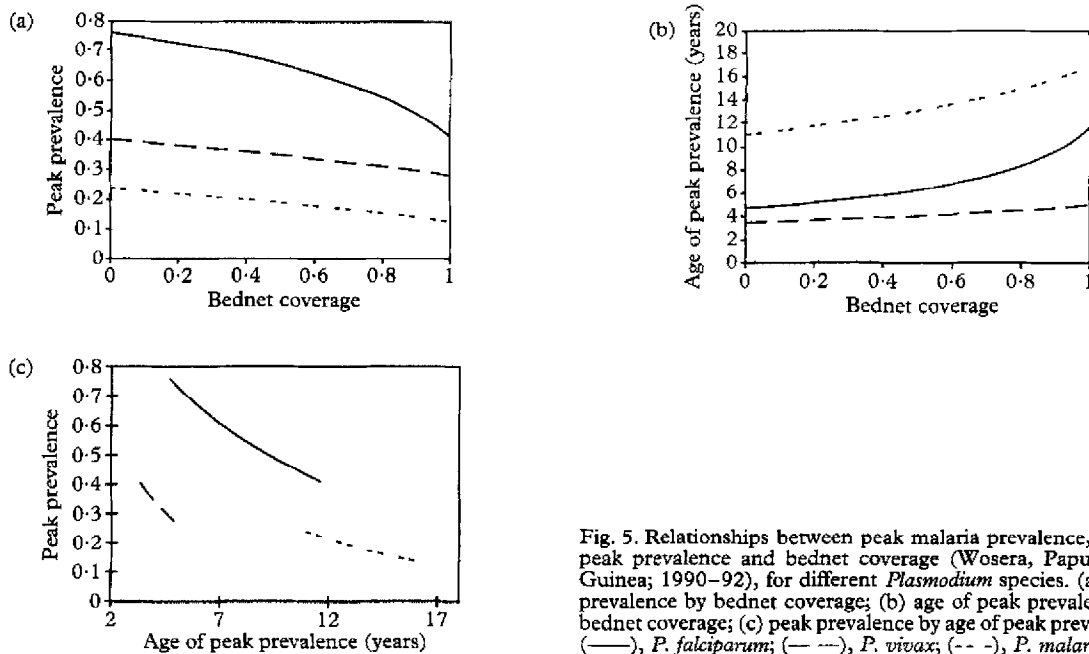 (a)
Peak prevalence
0·8
0·7
0·6
0·5
0·4
0·3
0·2
0·1
0
0 0·2 0·4 0·6 0·8 1
Bednet coverage
(b)
Age of peak prevalence (years)
20
18
16
14
12
10
8
6
4
2
0
0 0·2 0·4 0·6 0·8 1
Bednet coverage
(c)
Peak prevalence
0·8
0·7
0·6
0·5
0·4
0·3
0·2
0·1
0
2 7 12 17
Age of peak prevalence (years)
Fig. 5. Relationships between peak malaria prevalence,
peak prevalence and bednet coverage (Wosera, Papu
Guinea; 1990–92), for different Plasmodium species. (a
prevalence by bednet coverage; (b) age of peak prevale
bednet coverage; (c) peak prevalence by age of peak prev
(——), P. falciparum; (— —), P. vivax; (- - -), P. malar